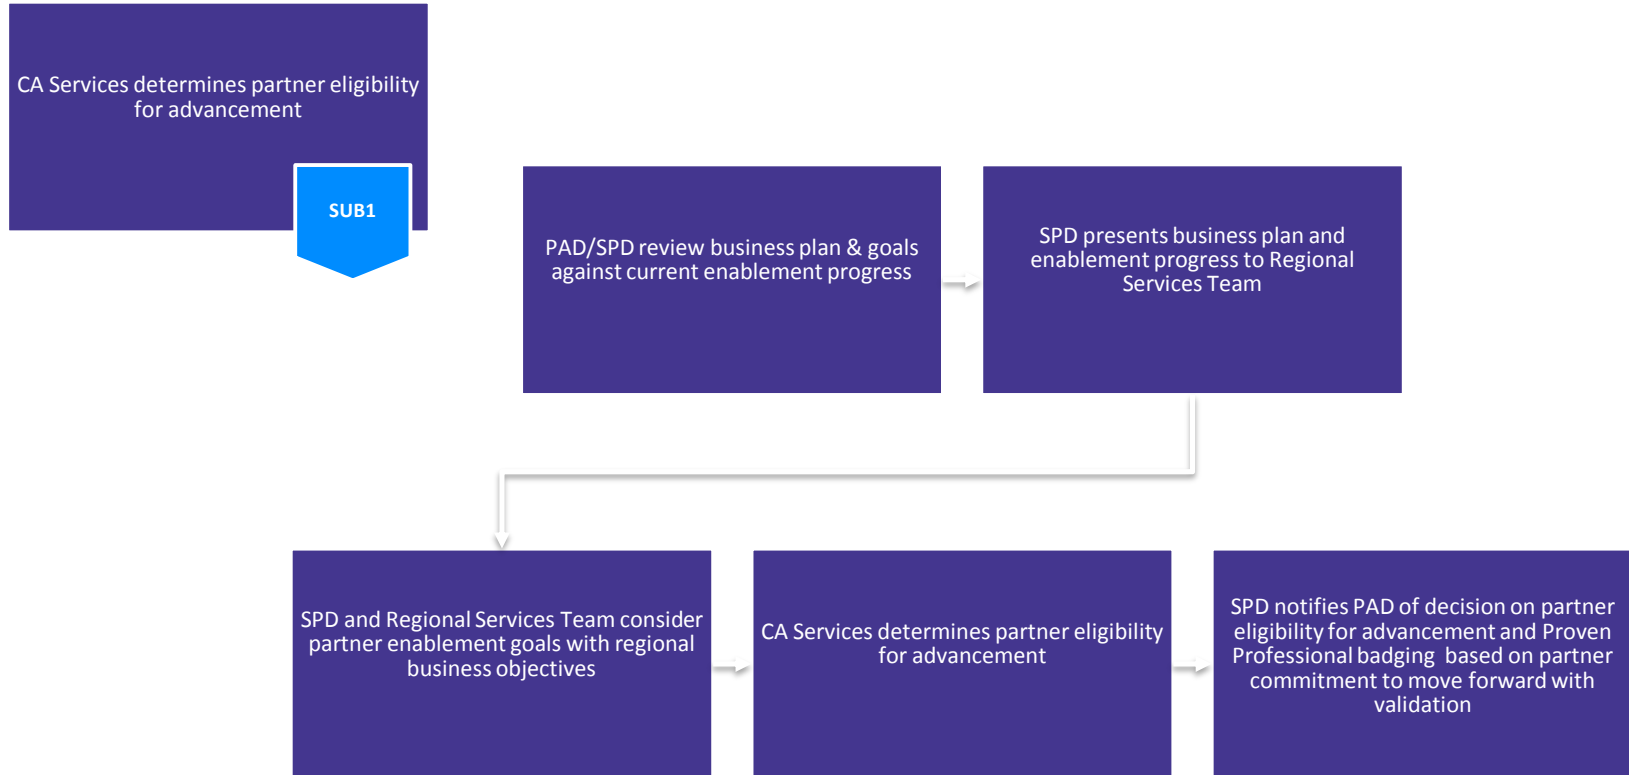 CA Services determines partner eligibility
for advancement
SUB1
PAD/SPD review business plan & goals
against current enablement progress
SPD presents business plan and
enablement progress to Regional
Services Team
SPD and Regional Services Team consider
partner enablement goals with regional
business objectives
CA Services determines partner eligibility
for advancement
SPD notifies PAD of decision on partner
eligibility for advancement and Proven
Professional badging  based on partner
commitment to move forward with
validation